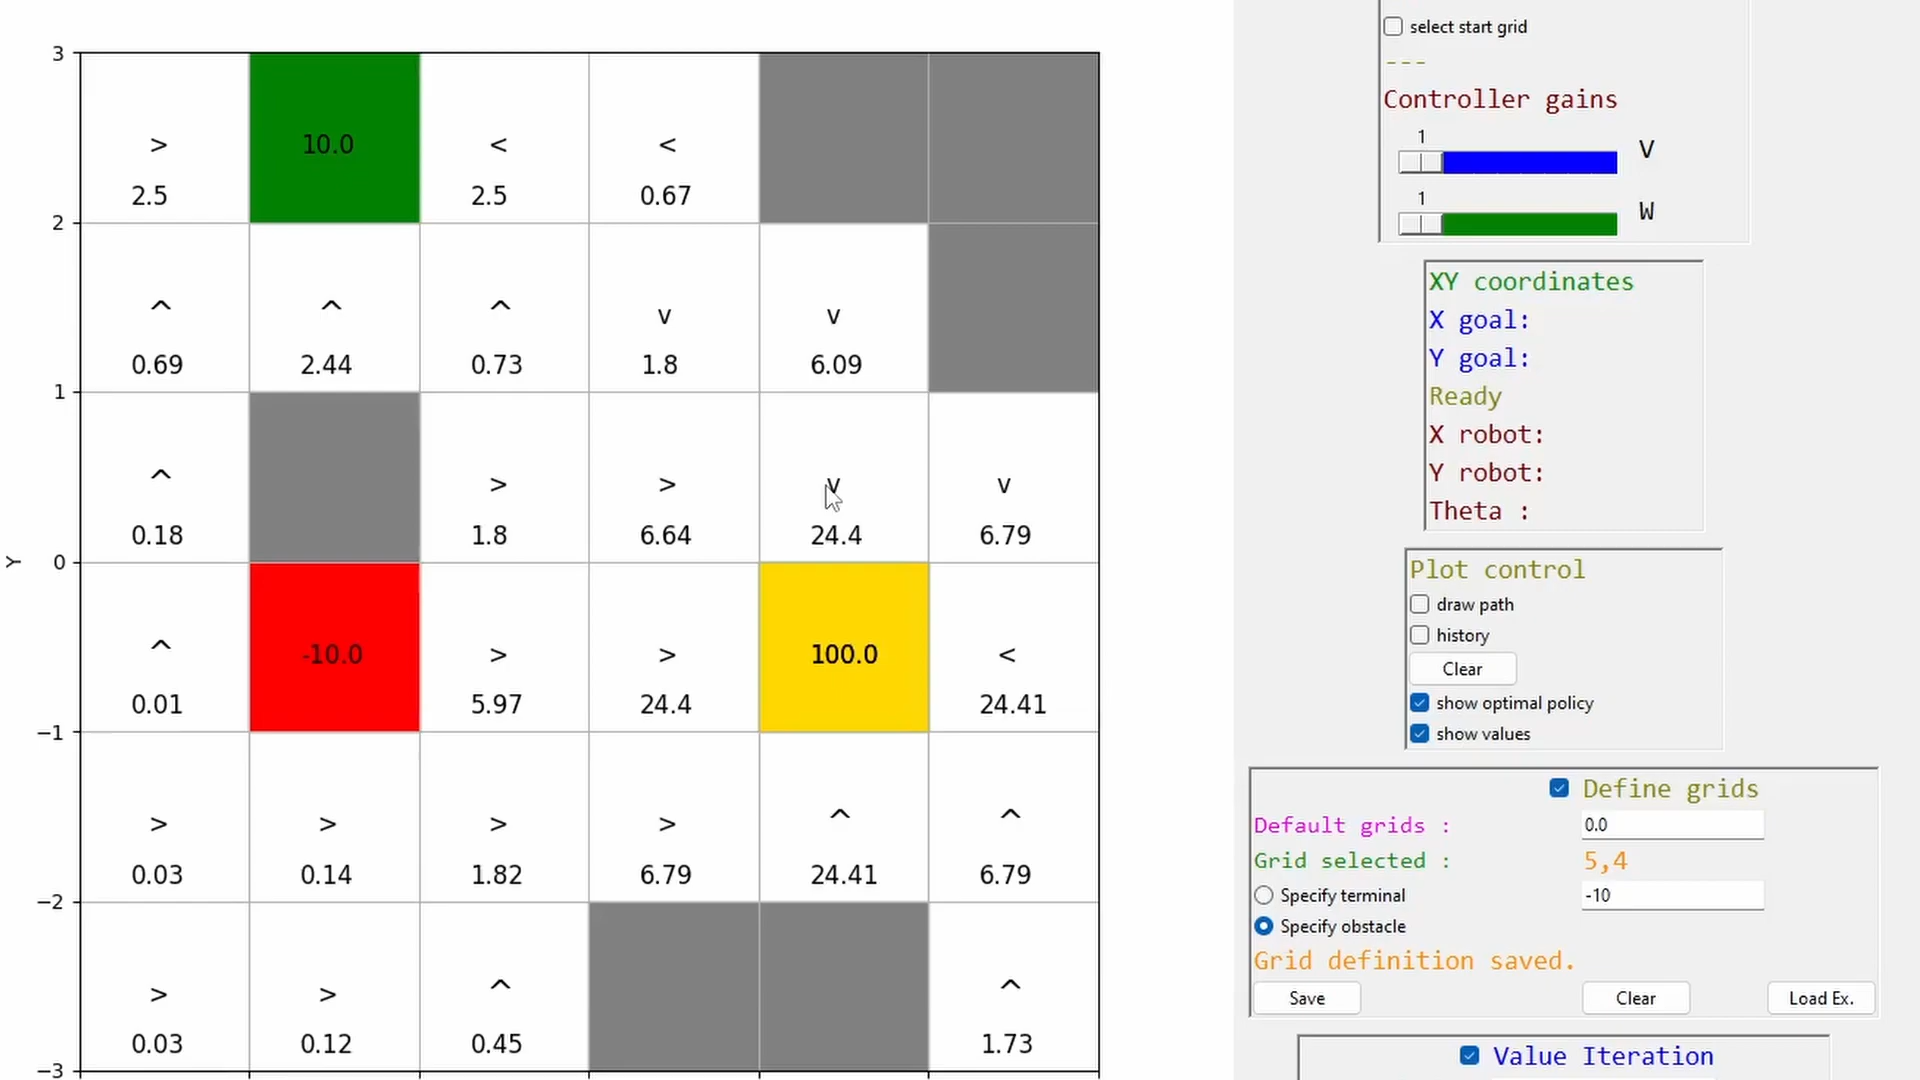 3
> 10.0 < <
2.5 2.5 0.67
2
^ ^ ^ v v
0.69 2.44 0.73 1.8 6.09
1
^ > > v v
0.18 1.8 6.64 24.4 6.79
Y 0
^ -10.0 > > 100.0 <
0.01 5.97 24.4 24.41
−1
> > > > ^ ^
0.03 0.14 1.82 6.79 24.41 6.79
−2
> > ^ ^
0.03 0.12 0.45 1.73
−3
select start grid
---
Controller gains
1
V
1
W
XY coordinates
X goal:
Y goal:
Ready
X robot:
Y robot:
Theta :
Plot control
draw path
history
Clear
show optimal policy
show values
Define grids
Default grids : 0.0
Grid selected : 5,4
Specify terminal -10
Specify obstacle
Grid definition saved.
Save Clear Load Ex.
Value Iteration